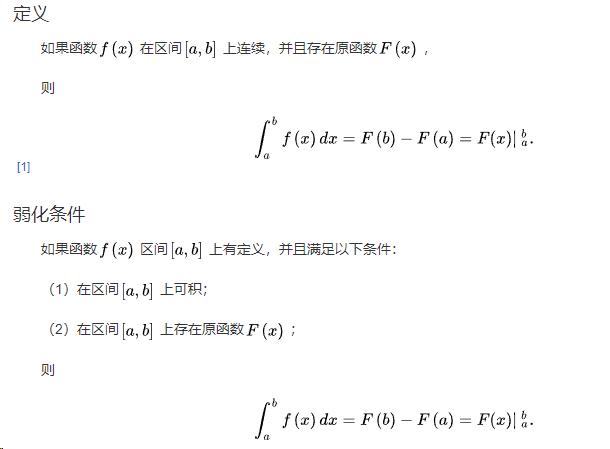 定义
如果函数 f (x) 在区间 [a, b] 上连续，并且存在原函数 F (x) ，
则
∫_a^b f (x) dx = F (b) − F (a) = F(x)| _a^b.
[1]
弱化条件
如果函数 f (x) 区间 [a, b] 上有定义，并且满足以下条件：
（1）在区间 [a, b] 上可积；
（2）在区间 [a, b] 上存在原函数 F (x) ；
则
∫_a^b f (x) dx = F (b) − F (a) = F(x)| _a^b.